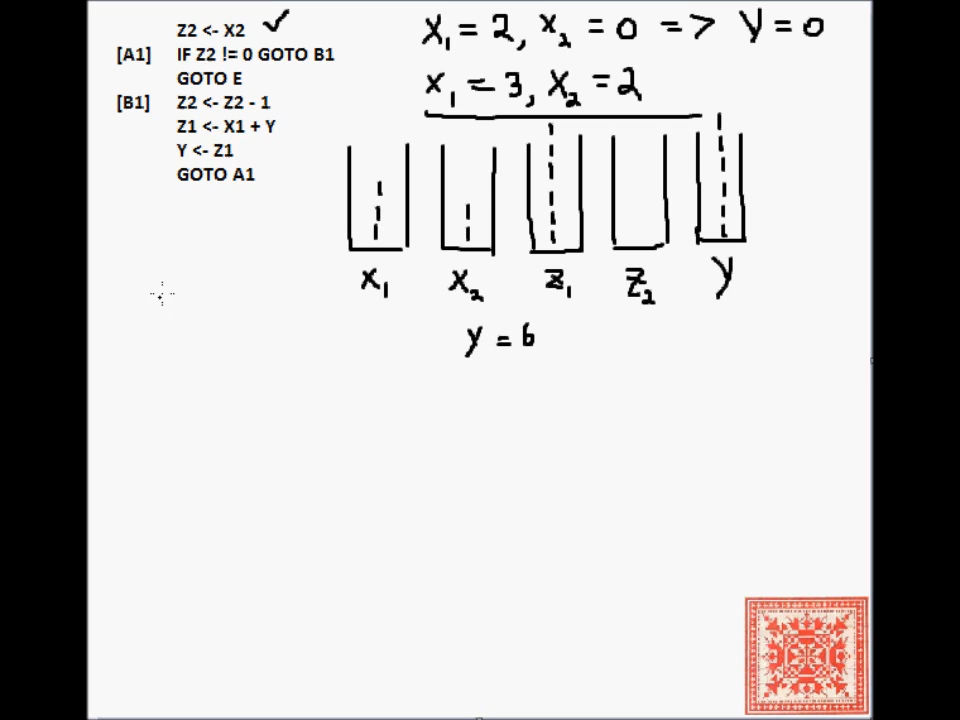 Z2 <- X2 ✓
[A1] IF Z2 != 0 GOTO B1
GOTO E
[B1] Z2 <- Z2 - 1
Z1 <- X1 + Y
Y <- Z1
GOTO A1
X₁ = 2, X₂ = 0 => Y = 0
X₁ = 3, X₂ = 2
X₁ X₂ Z₁ Z₂ Y
Y = 6